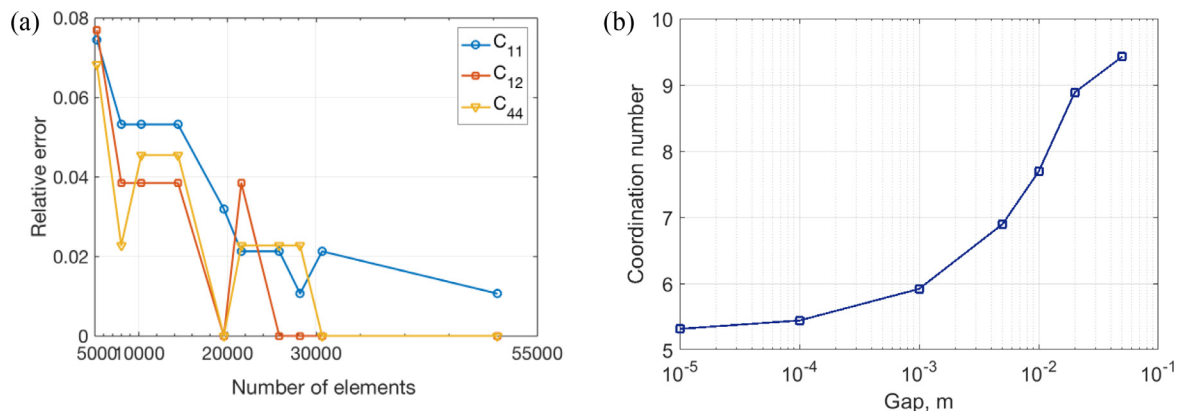 (a)
0.08
0.06
0.04
0.02
0
Relative error
C11
C12
C44
5000 10000 20000 30000 55000
Number of elements
(b)
10
9
8
7
6
5
Coordination number
10-5 10-4 10-3 10-2 10-1
Gap, m